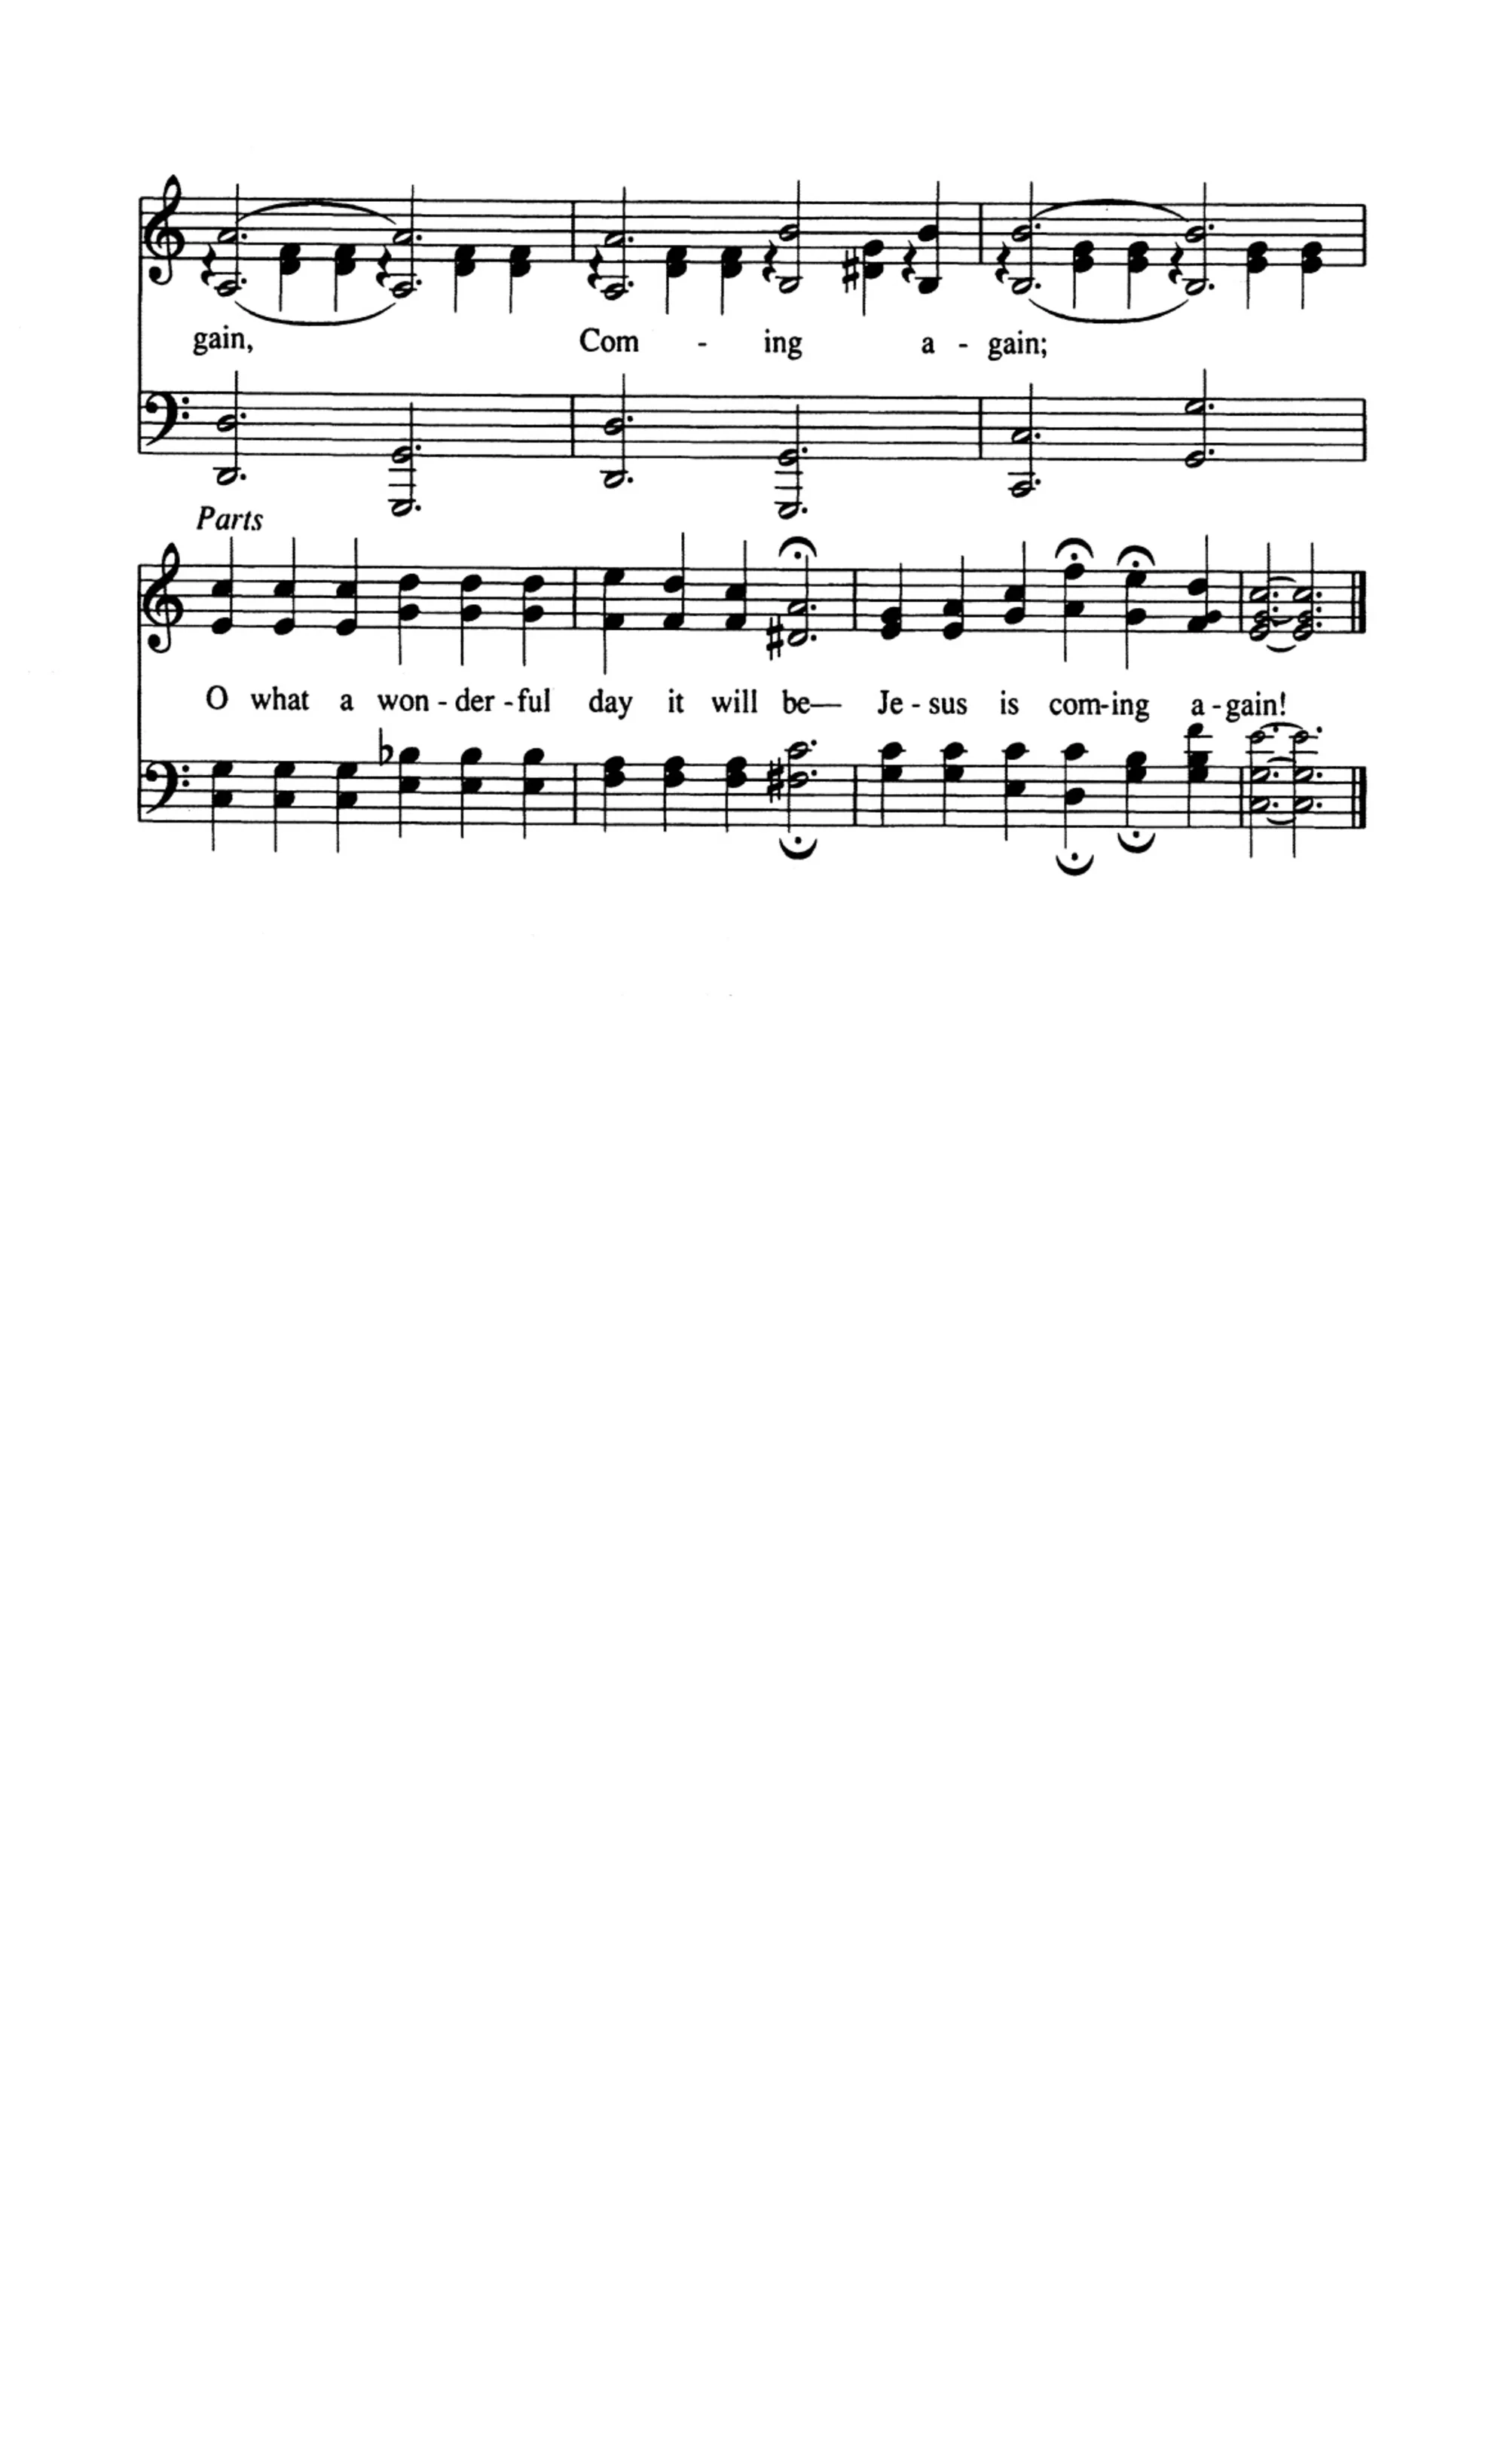 gain, Com - ing a - gain;
Parts
O what a won - der - ful day it will be— Je - sus is com-ing a - gain!